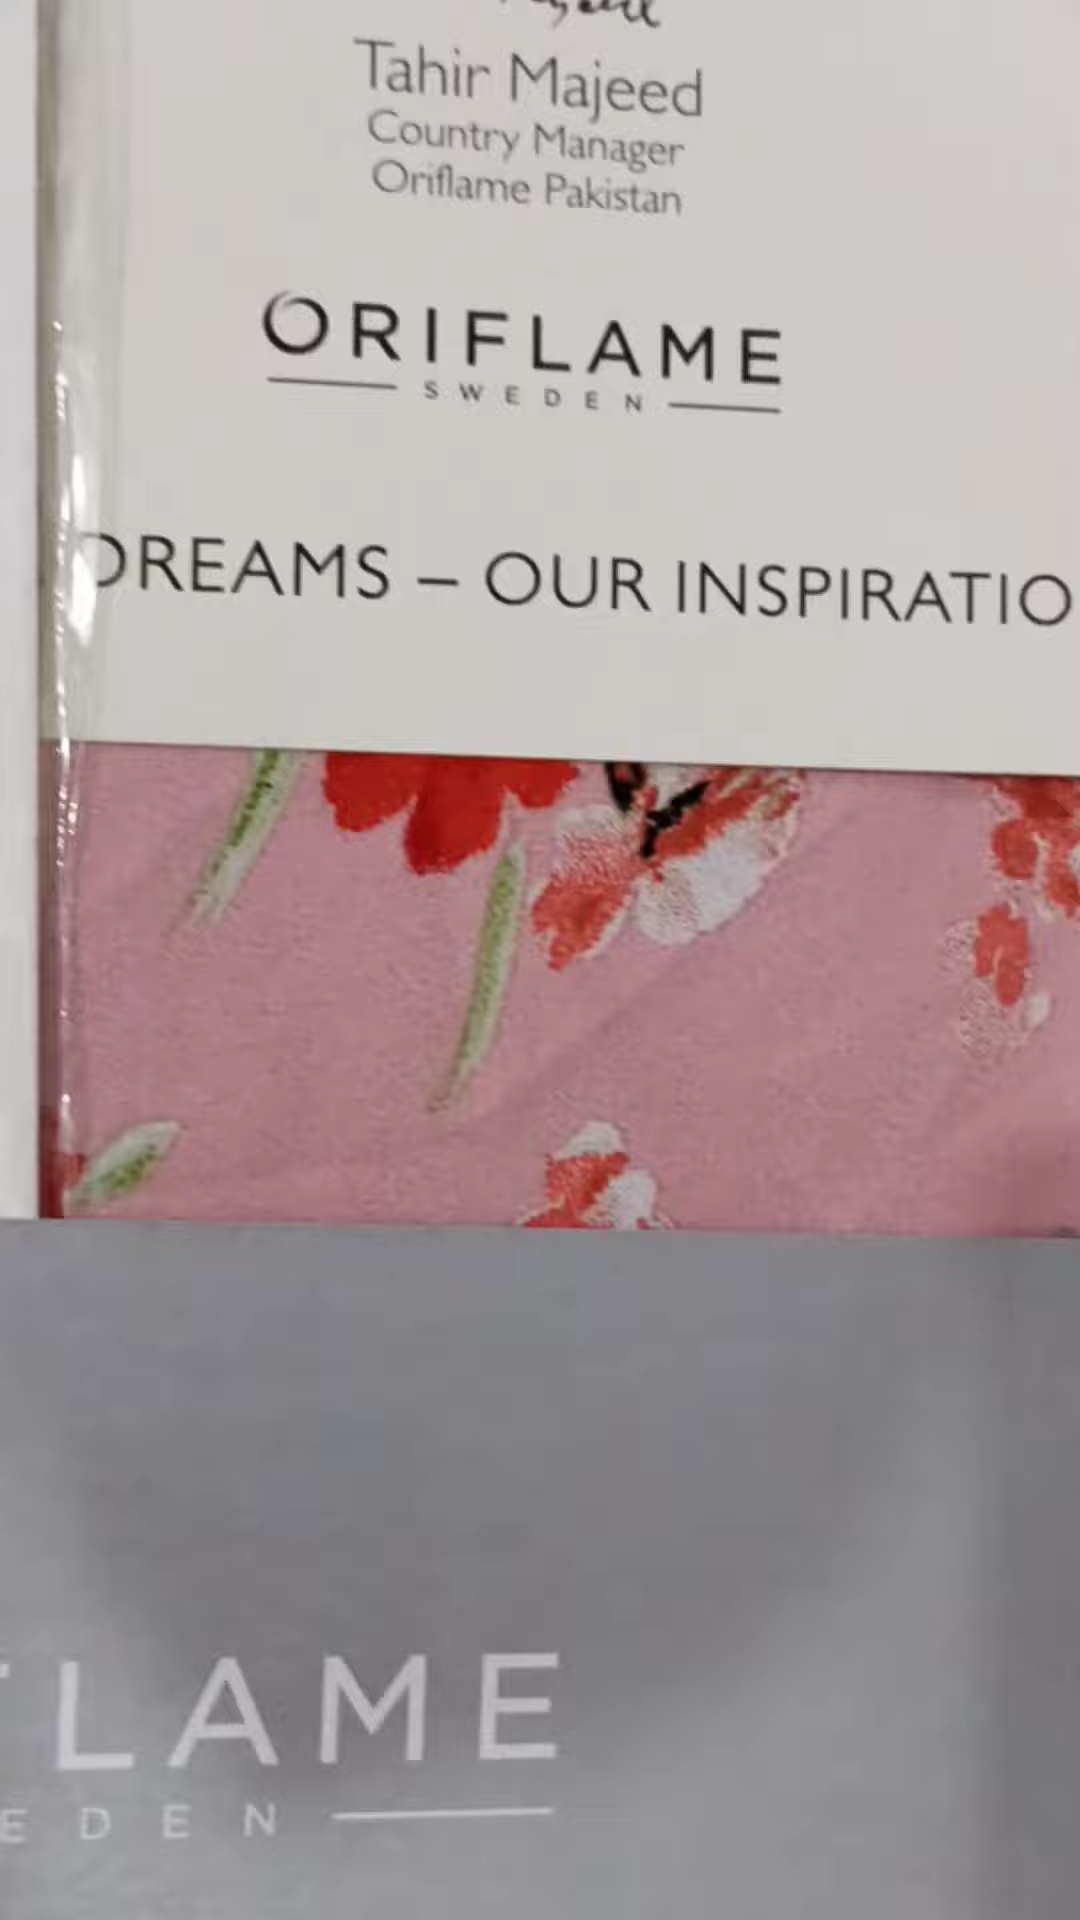 Tahir Majeed
Country Manager
Oriflame Pakistan
ORIFLAME
SWEDEN
DREAMS – OUR INSPIRATIO
LAME
EDEN